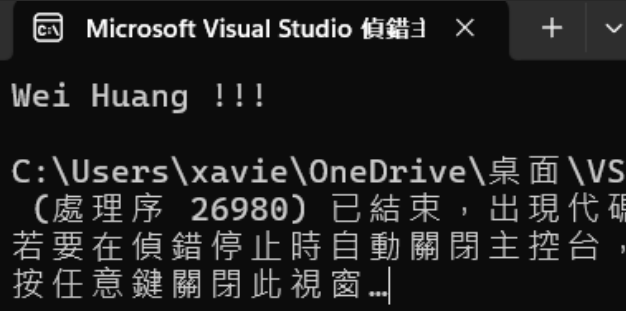 Microsoft Visual Studio 偵錯主
Wei Huang !!!
C:\Users\xavie\OneDrive\桌面\VS
(處理序 26980) 已結束，出現代碼
若要在偵錯停止時自動關閉主控台，
按任意鍵關閉此視窗…